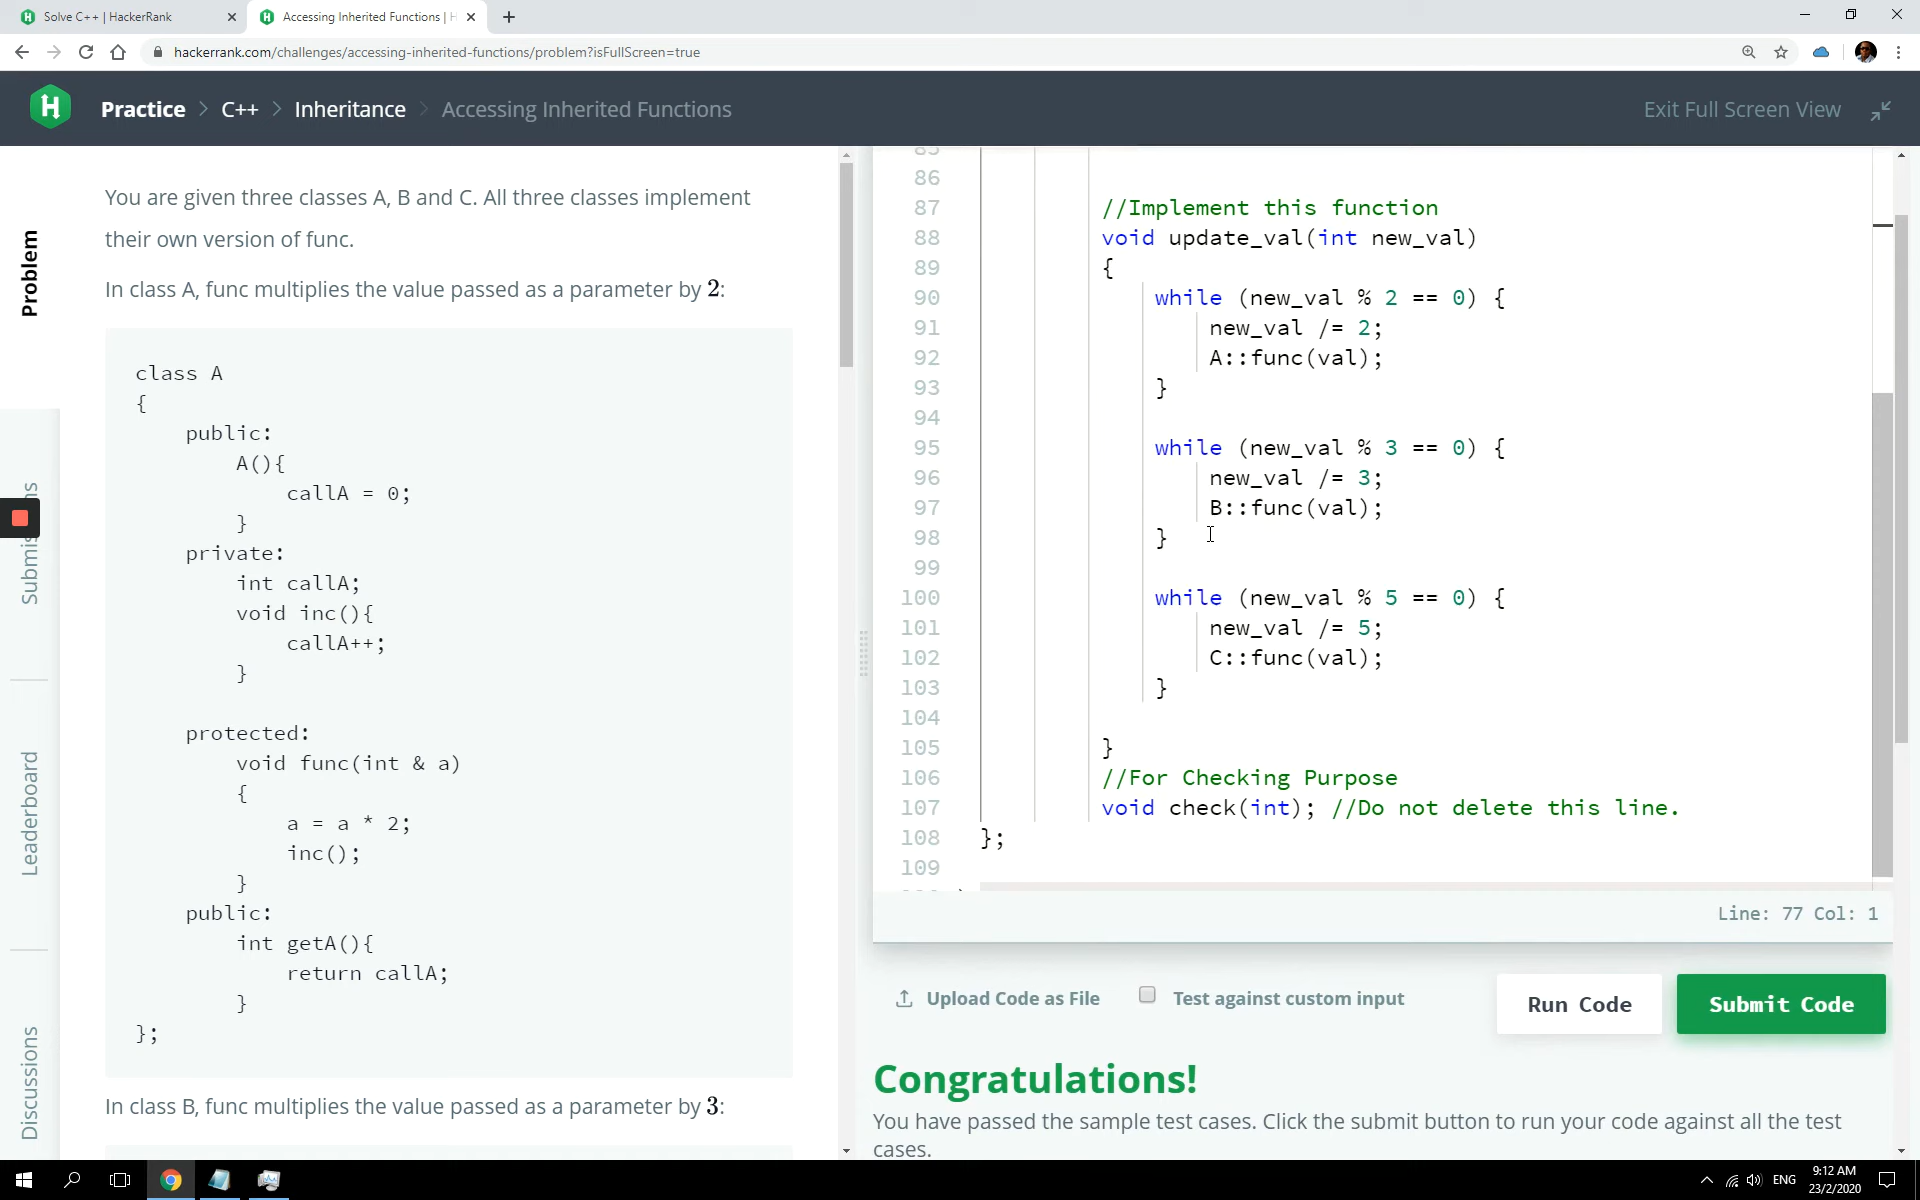 Solve C++ | HackerRank
Accessing Inherited Functions | H
hackerrank.com/challenges/accessing-inherited-functions/problem?isFullScreen=true
H
Practice > C++ > Inheritance > Accessing Inherited Functions
Exit Full Screen View
Problem
Leaderboard
Discussions
You are given three classes A, B and C. All three classes implement
their own version of func.
In class A, func multiplies the value passed as a parameter by 2:
class A
{
public:
A(){
callA = 0;
}
private:
int callA;
void inc(){
callA++;
}
protected:
void func(int & a)
{
a = a * 2;
inc();
}
public:
int getA(){
return callA;
}
};
In class B, func multiplies the value passed as a parameter by 3:
85
86
87 //Implement this function
88 void update_val(int new_val)
89 {
90 while (new_val % 2 == 0) {
91 new_val /= 2;
92 A::func(val);
93 }
94
95 while (new_val % 3 == 0) {
96 new_val /= 3;
97 B::func(val);
98 }
99
100 while (new_val % 5 == 0) {
101 new_val /= 5;
102 C::func(val);
103 }
104
105 }
106 //For Checking Purpose
107 void check(int); //Do not delete this line.
108 };
109
Line: 77 Col: 1
Upload Code as File
Test against custom input
Run Code
Submit Code
Congratulations!
You have passed the sample test cases. Click the submit button to run your code against all the test
cases.
ENG
9:12 AM
23/2/2020